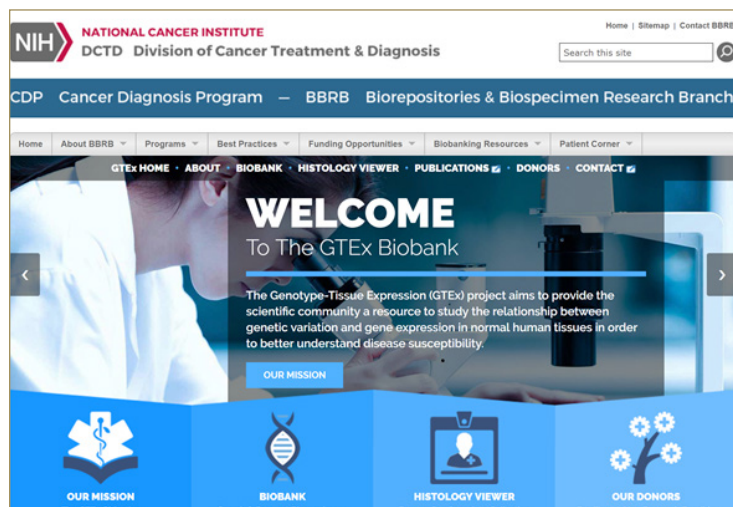 Home | Sitemap | Contact BBRB
NIH
NATIONAL CANCER INSTITUTE
DCTD Division of Cancer Treatment & Diagnosis
Search this site
CDP Cancer Diagnosis Program — BBRB Biorepositories & Biospecimen Research Branch
Home About BBRB Programs Best Practices Funding Opportunities Biobanking Resources Patient Corner
GTEx HOME • ABOUT • BIOBANK • HISTOLOGY VIEWER • PUBLICATIONS • DONORS • CONTACT
WELCOME
To The GTEx Biobank
The Genotype-Tissue Expression (GTEx) project aims to provide the
scientific community a resource to study the relationship between
genetic variation and gene expression in normal human tissues in order
to better understand disease susceptibility.
OUR MISSION
OUR MISSION BIOBANK HISTOLOGY VIEWER OUR DONORS